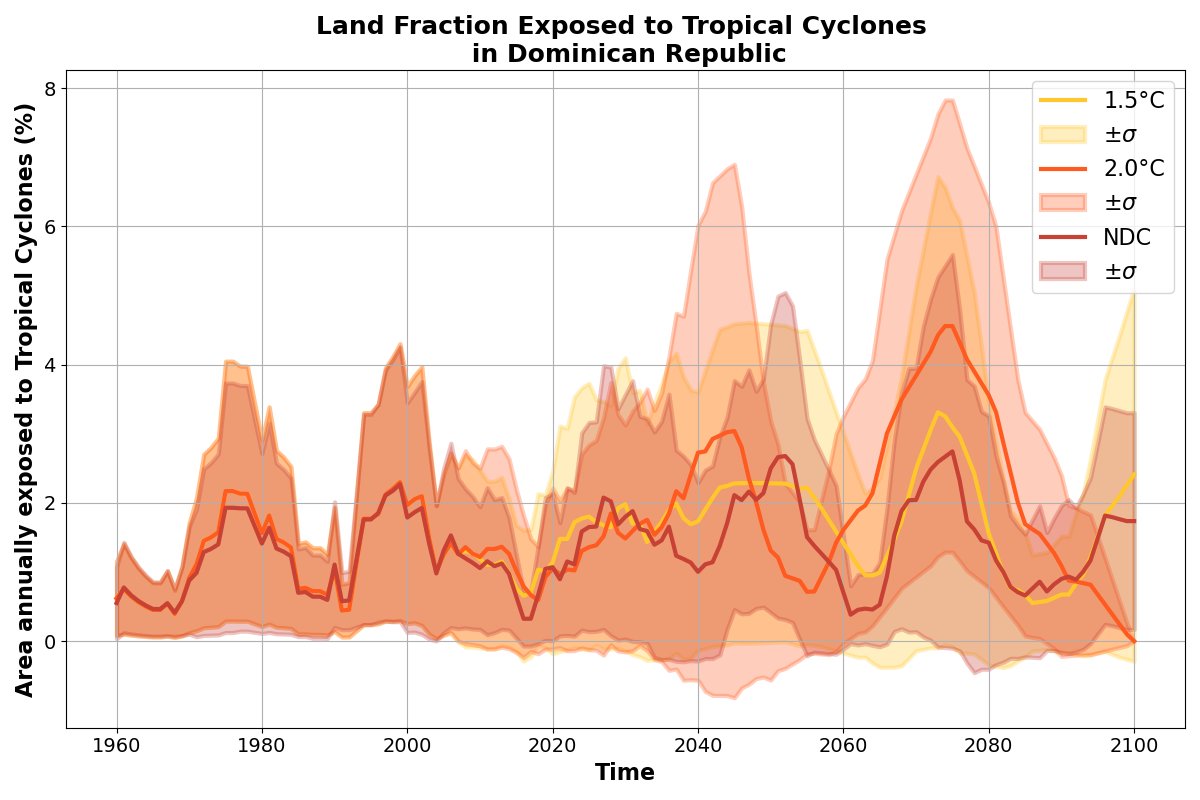 Land Fraction Exposed to Tropical Cyclones
in Dominican Republic
Area annually exposed to Tropical Cyclones (%)
8
6
4
2
0
1960
1980
2000
2020
2040
2060
2080
2100
Time
1.5°C
±σ
2.0°C
±σ
NDC
±σ